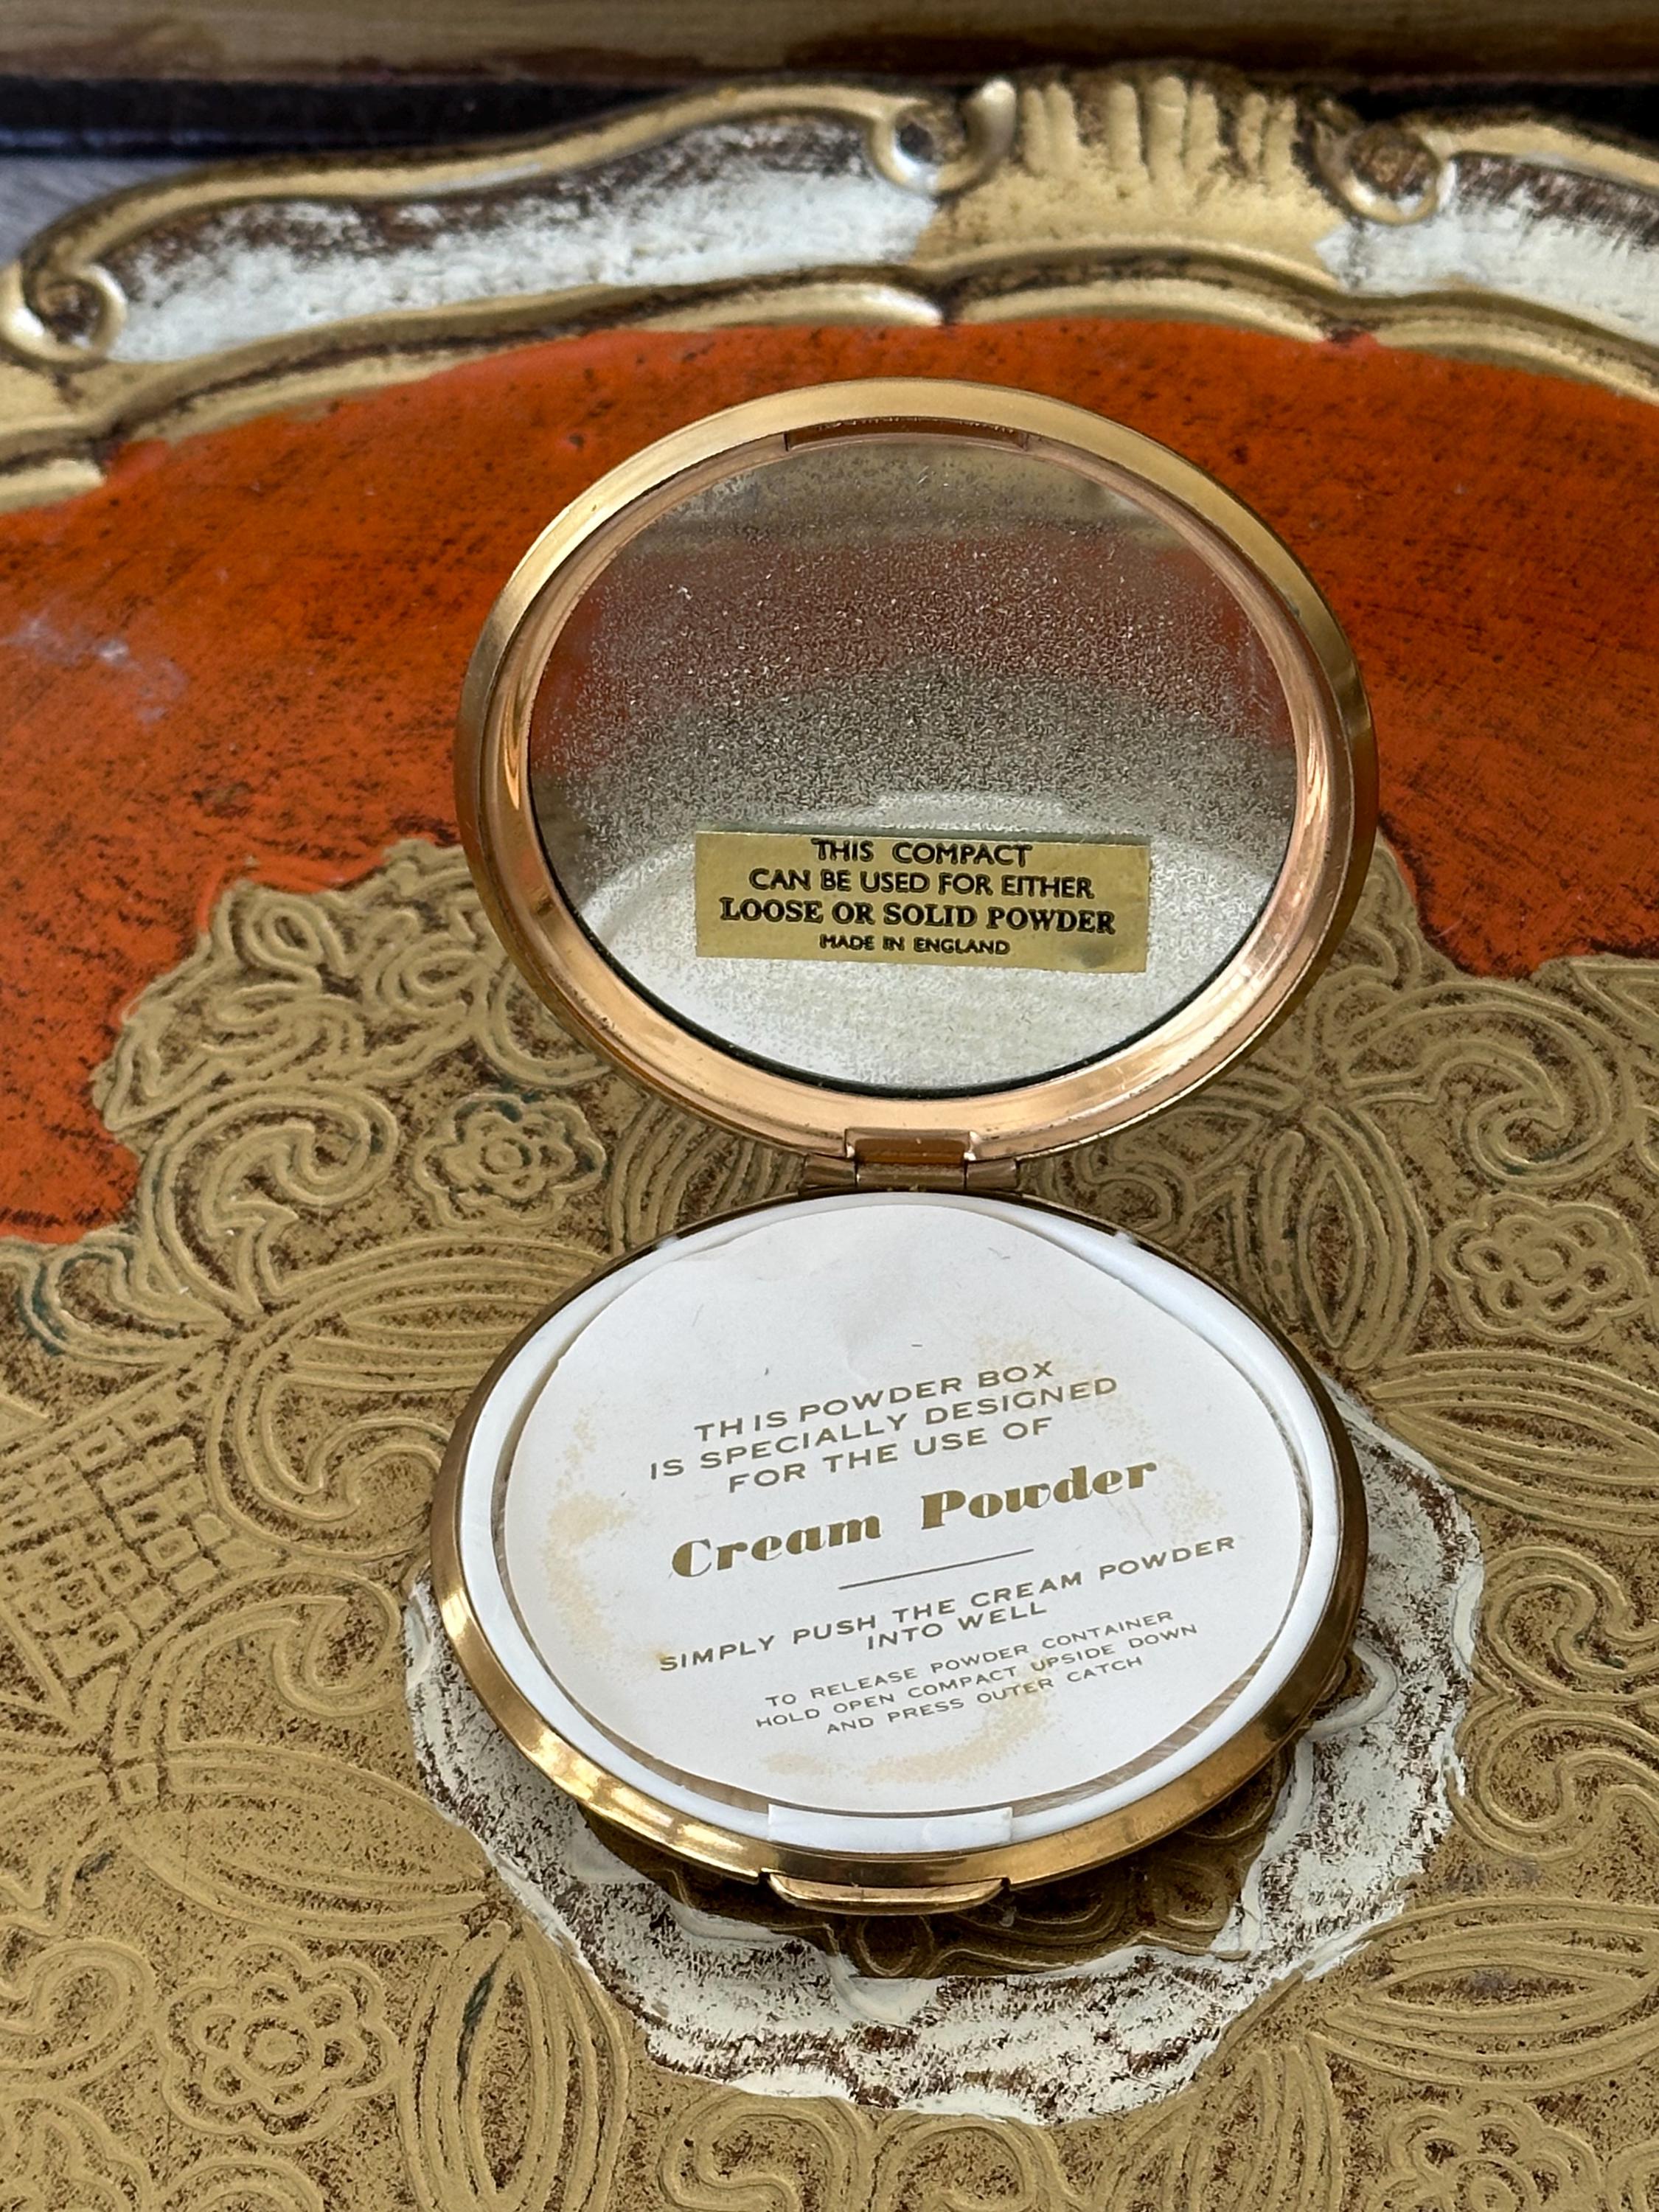 THIS COMPACT
CAN BE USED FOR EITHER
LOOSE OR SOLID POWDER
MADE IN ENGLAND
THIS POWDER BOX
IS SPECIALLY DESIGNED
FOR THE USE OF
Cream Powder
SIMPLY PUSH THE CREAM POWDER
INTO WELL
TO RELEASE POWDER CONTAINER
HOLD OPEN COMPACT UPSIDE DOWN
AND PRESS OUTER CATCH